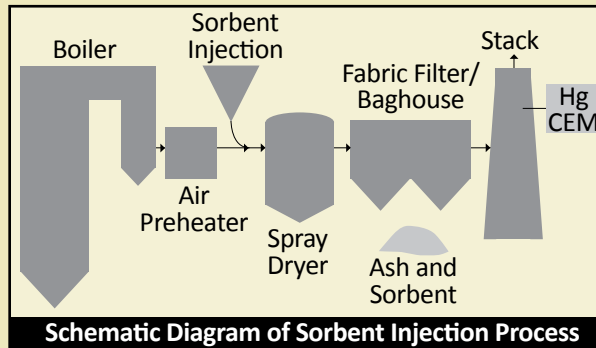 Boiler
Sorbent
Injection
Stack
Fabric Filter/
Baghouse
Hg
CEM
Air
Preheater
Spray
Dryer
Ash and
Sorbent
Schematic Diagram of Sorbent Injection Process